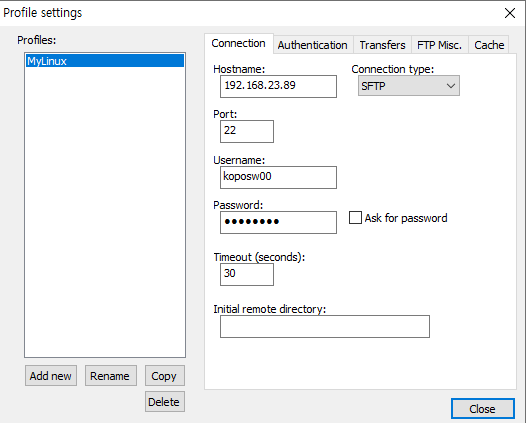 Profile settings
Profiles:
MyLinux
Add new Rename Copy
Delete
Connection Authentication Transfers FTP Misc. Cache
Hostname: Connection type:
192.168.23.89 SFTP
Port:
22
Username:
koposw00
Password:
●●●●●●●● Ask for password
Timeout (seconds):
30
Initial remote directory:
Close